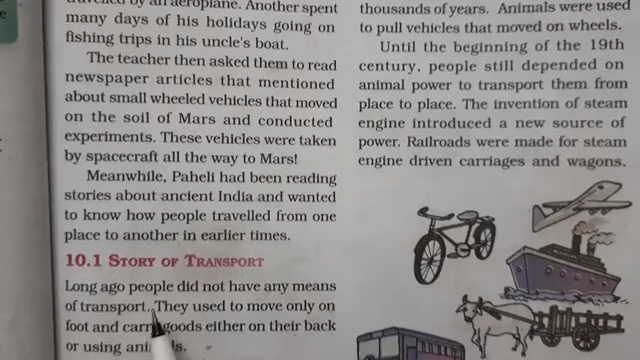 travelled by an aeroplane. Another spent
many days of his holidays going on
fishing trips in his uncle's boat.
The teacher then asked them to read
newspaper articles that mentioned
about small wheeled vehicles that moved
on the soil of Mars and conducted
experiments. These vehicles were taken
by spacecraft all the way to Mars!
Meanwhile, Paheli had been reading
stories about ancient India and wanted
to know how people travelled from one
place to another in earlier times.
10.1 STORY OF TRANSPORT
Long ago people did not have any means
of transport. They used to move only on
foot and carry goods either on their back
or using animals.
thousands of years. Animals were used
to pull vehicles that moved on wheels.
Until the beginning of the 19th
century, people still depended on
animal power to transport them from
place to place. The invention of steam
engine introduced a new source of
power. Railroads were made for steam
engine driven carriages and wagons.